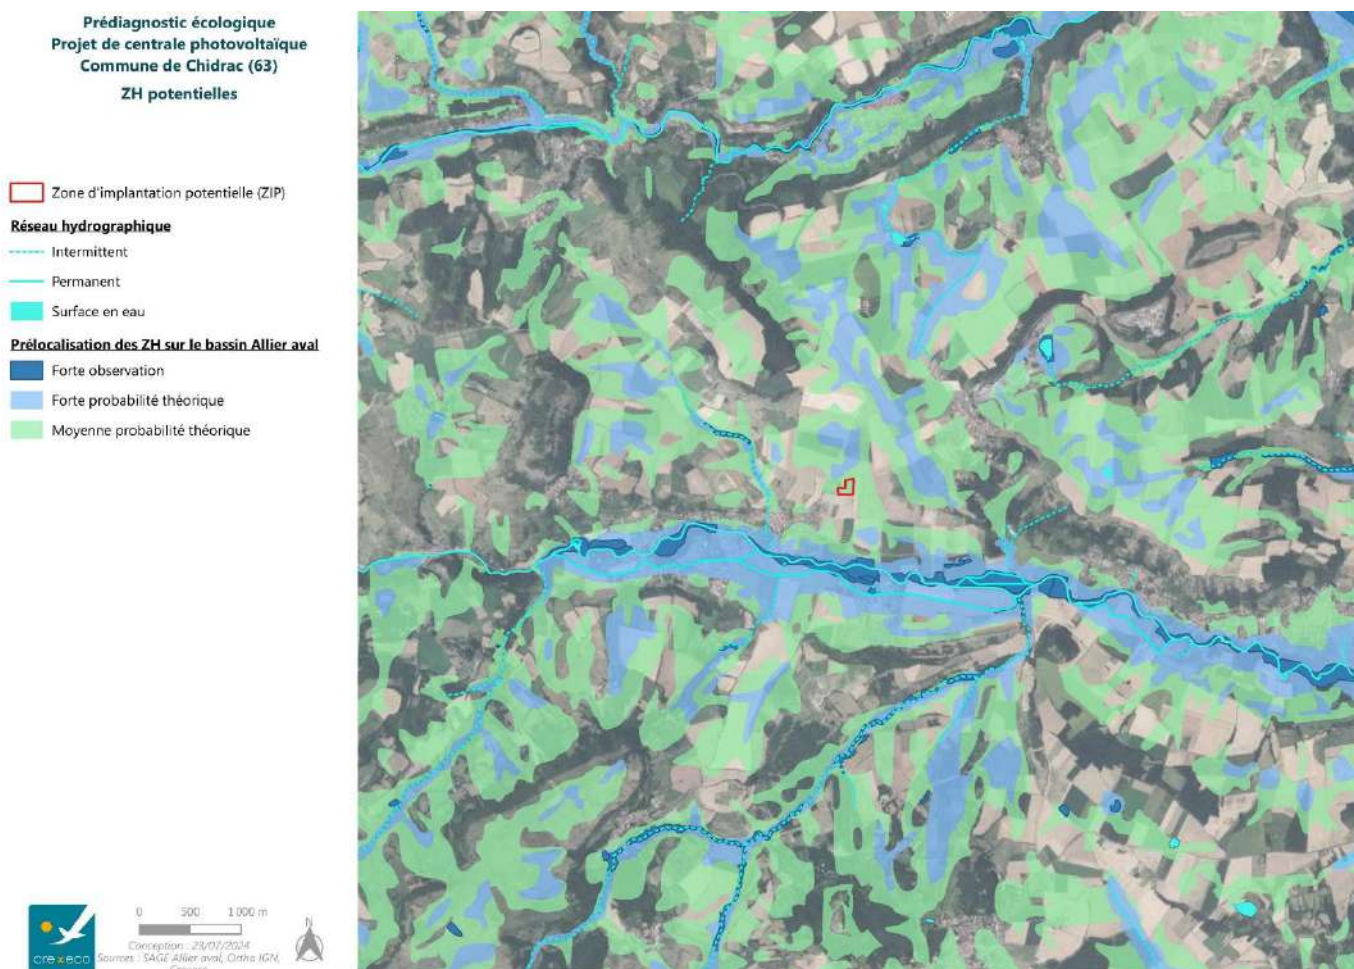 Prédiagnostic écologique
Projet de centrale photovoltaïque
Commune de Chidrac (63)
ZH potentielles
Zone d'implantation potentielle (ZIP)
Réseau hydrographique
Intermittent
Permanent
Surface en eau
Prélocalisation des ZH sur le bassin Allier aval
Forte observation
Forte probabilité théorique
Moyenne probabilité théorique
0 500 1 000 m
N
Conception : 23/07/2024
Sources : SAGE Allier aval, Ortho IGN,
crexeco